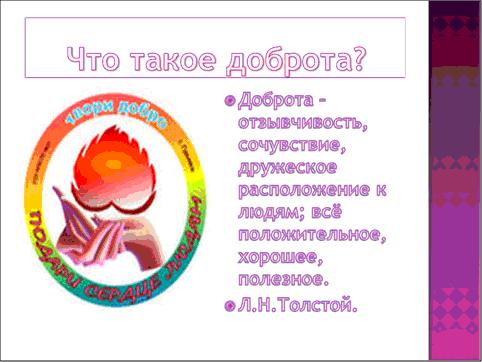 Что такое доброта?
твори добро
ПОДАРИ СЕРДЦЕ ЛЮДЯМ
Доброта –
отзывчивость,
сочувствие,
дружеское
расположение к
людям; всё
положительное,
хорошее,
полезное.
Л.Н.Толстой.